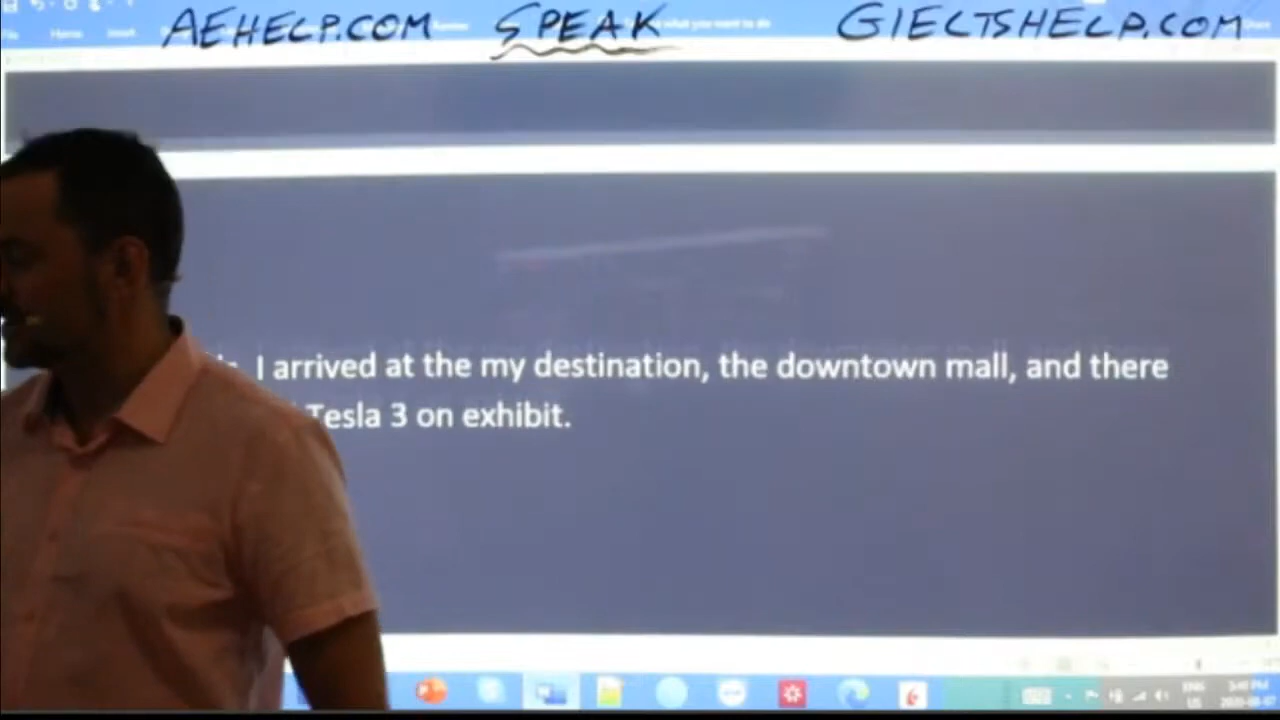 AEHELP.COM SPEAK GIELTSHELP.COM
Home
I arrived at the my destination, the downtown mall, and there
Tesla 3 on exhibit.